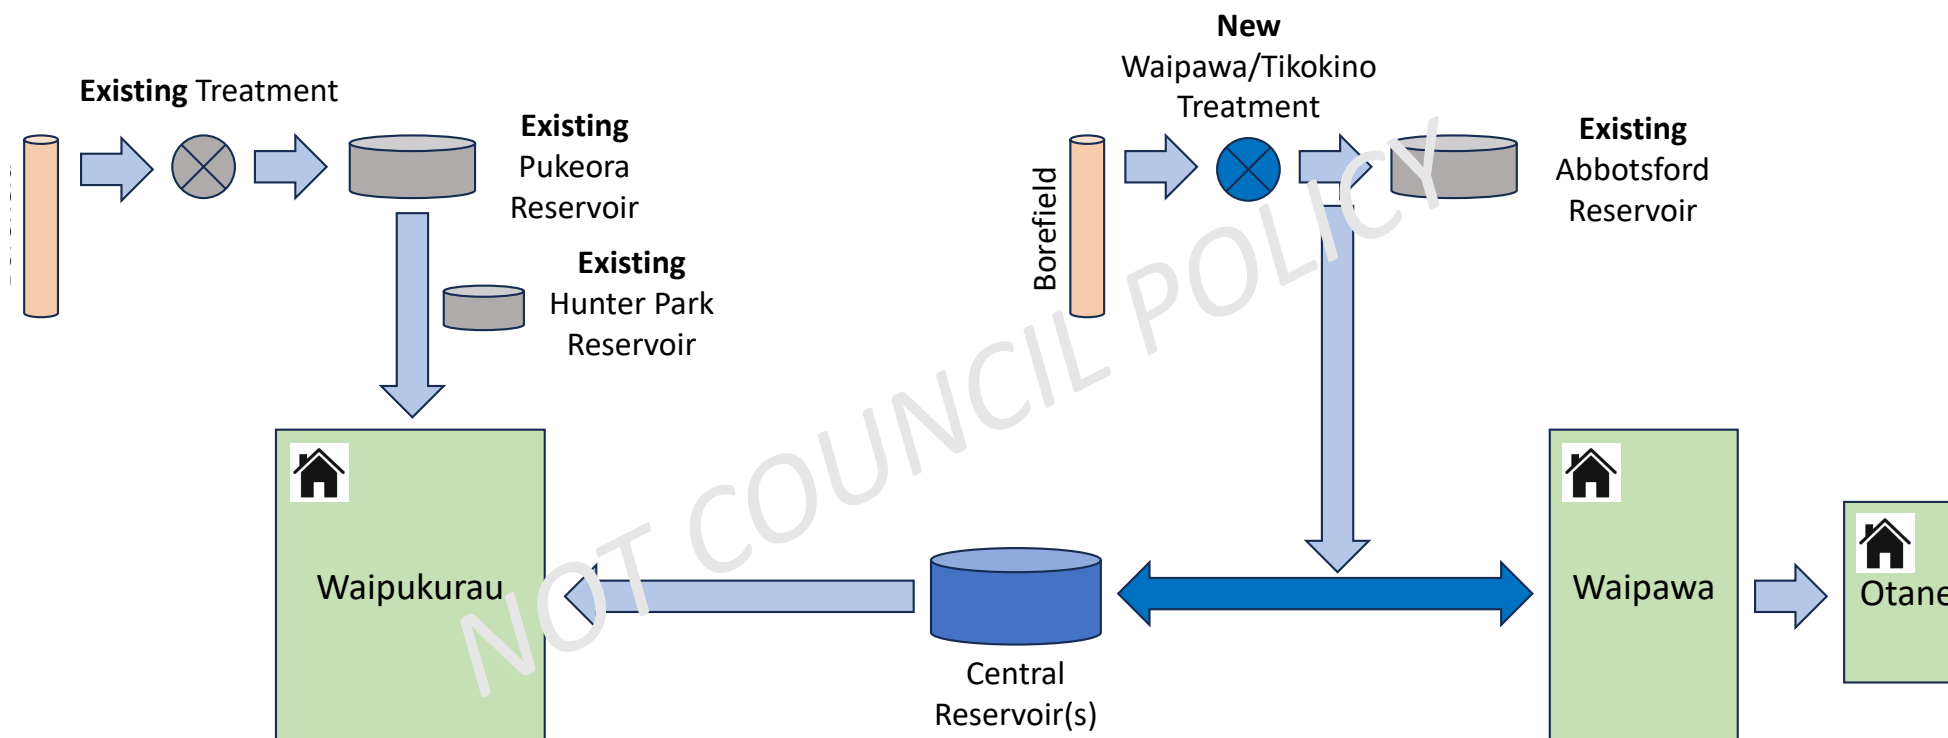 New
Waipawa/Tikokino
Treatment
Existing Treatment
Existing
Pukeora
Reservoir
Existing
Hunter Park
Reservoir
Borefield
Existing
Abbotsford
Reservoir
NOT COUNCIL POLICY
Waipukurau
Central
Reservoir(s)
Waipawa
Otane